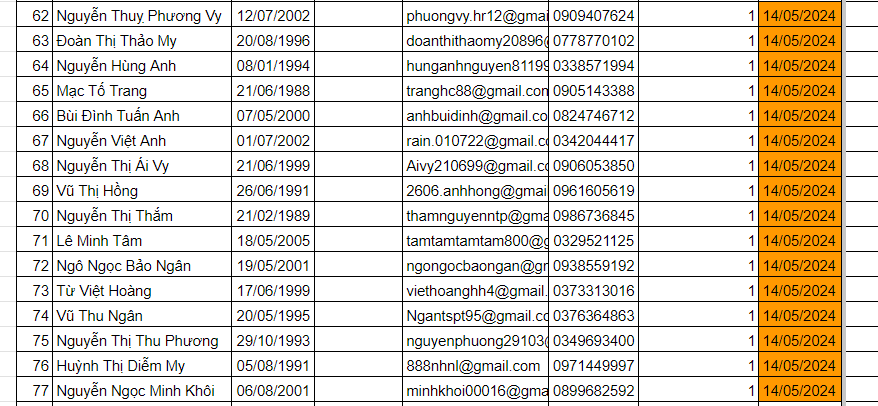 62 Nguyễn Thuỵ Phương Vy 12/07/2002 phuongvy.hr12@gmai 0909407624 1 14/05/2024
63 Đoàn Thị Thảo My 20/08/1996 doanthithaomy20896@ 0778770102 1 14/05/2024
64 Nguyễn Hùng Anh 08/01/1994 hunganhnguyen81199 0338571994 1 14/05/2024
65 Mạc Tố Trang 21/06/1988 tranghc88@gmail.com 0905143388 1 14/05/2024
66 Bùi Đình Tuấn Anh 07/05/2000 anhbuidinh@gmail.com 0824746712 1 14/05/2024
67 Nguyễn Việt Anh 01/07/2002 rain.010722@gmail.co 0342044417 1 14/05/2024
68 Nguyễn Thị Ái Vy 21/06/1999 Aivy210699@gmail.co 0906053850 1 14/05/2024
69 Vũ Thị Hồng 26/06/1991 2606.anhhong@gmai 0961605619 1 14/05/2024
70 Nguyễn Thị Thắm 21/02/1989 thamnguyenntp@gma 0986736845 1 14/05/2024
71 Lê Minh Tâm 18/05/2005 tamtamtamtam800@g 0329521125 1 14/05/2024
72 Ngô Ngọc Bảo Ngân 19/05/2001 ngongocbaongan@gm 0938559192 1 14/05/2024
73 Từ Việt Hoàng 17/06/1999 viethoanghh4@gmail.c 0373313016 1 14/05/2024
74 Vũ Thu Ngân 20/05/1995 Ngantspt95@gmail.co 0376364863 1 14/05/2024
75 Nguyễn Thị Thu Phương 29/10/1993 nguyenphuong29103@ 0349693400 1 14/05/2024
76 Huỳnh Thị Diễm My 05/08/1991 888nhnl@gmail.com 0971449997 1 14/05/2024
77 Nguyễn Ngọc Minh Khôi 06/08/2001 minhkhoi00016@gma 0899682592 1 14/05/2024